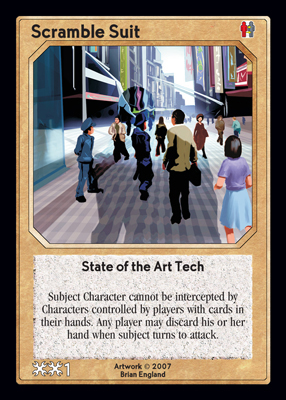 Scramble Suit
State of the Art Tech
Subject Character cannot be intercepted by
Characters controlled by players with cards in
their hands. Any player may discard his or her
hand when subject turns to attack.
1
Artwork © 2007
Brian England